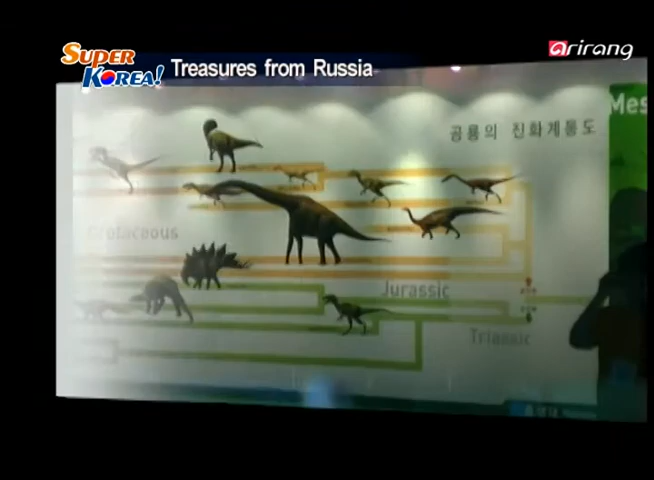 SUPER KOREA!
Treasures from Russia
arirang
Mes
공룡의 진화계통도
Cretaceous
Jurassic
Triassic